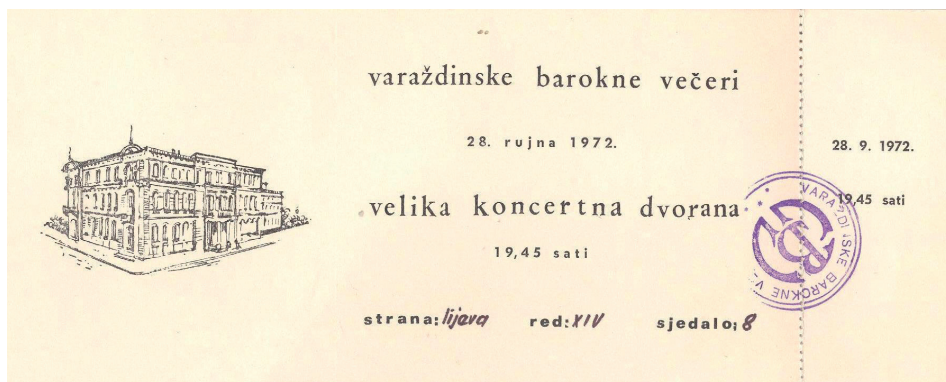 varaždinske barokne večeri
28. rujna 1972.
velika koncertna dvorana
19,45 sati
strana: lijeva red: XIV sjedalo: 8
28. 9. 1972.
19,45 sati
VARAŽDINSKE BAROKNE